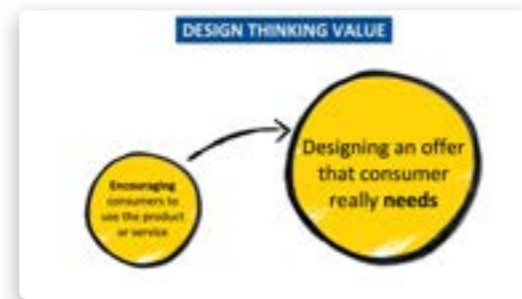 DESIGN THINKING VALUE
Encouraging
consumers to
use the product
or service
Designing an offer
that consumer
really needs